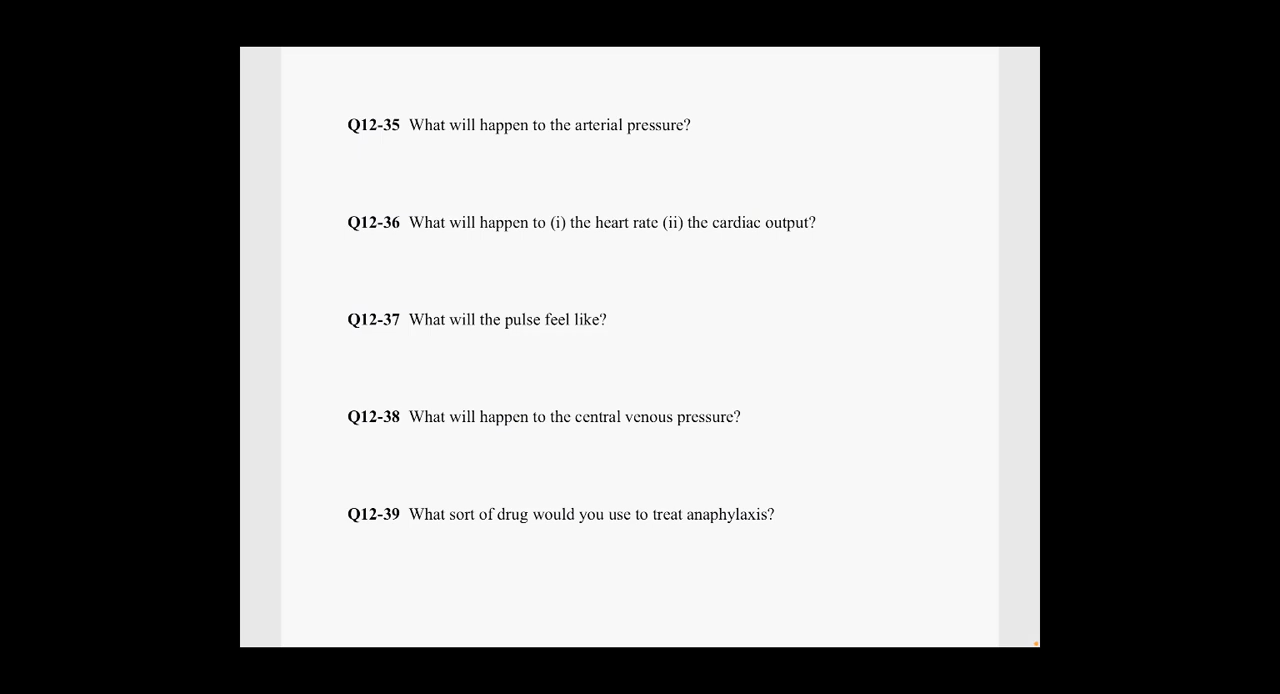 Q12-35 What will happen to the arterial pressure?
Q12-36 What will happen to (i) the heart rate (ii) the cardiac output?
Q12-37 What will the pulse feel like?
Q12-38 What will happen to the central venous pressure?
Q12-39 What sort of drug would you use to treat anaphylaxis?